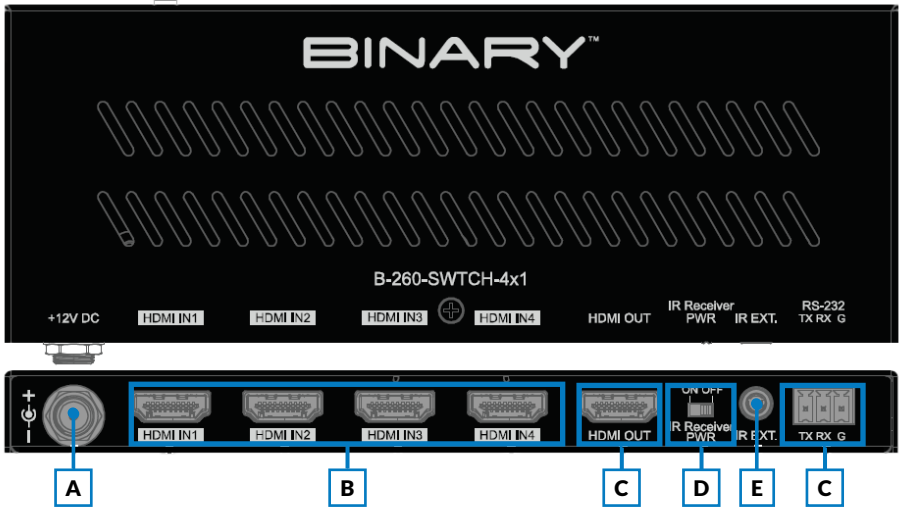 BINARY™
B-260-SWTCH-4x1
+12V DC HDMI IN1 HDMI IN2 HDMI IN3 HDMI IN4 HDMI OUT IR Receiver PWR IR EXT. RS-232 TX RX G
+
–
HDMI IN1 HDMI IN2 HDMI IN3 HDMI IN4 HDMI OUT ON OFF IR Receiver PWR IR EXT. TX RX G
A B C D E C